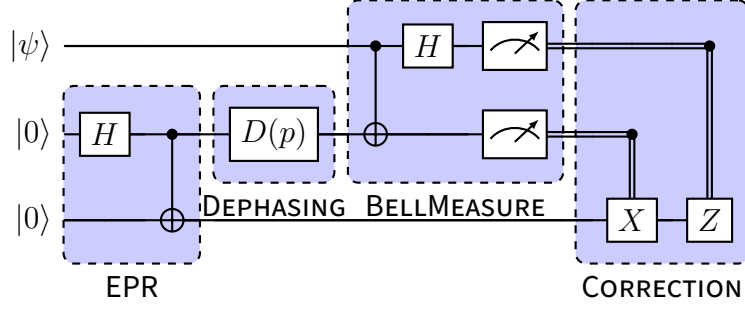 |ψ⟩ H
|0⟩ H D(p)
|0⟩ X Z
DEPHASING BELLMEASURE
EPR CORRECTION